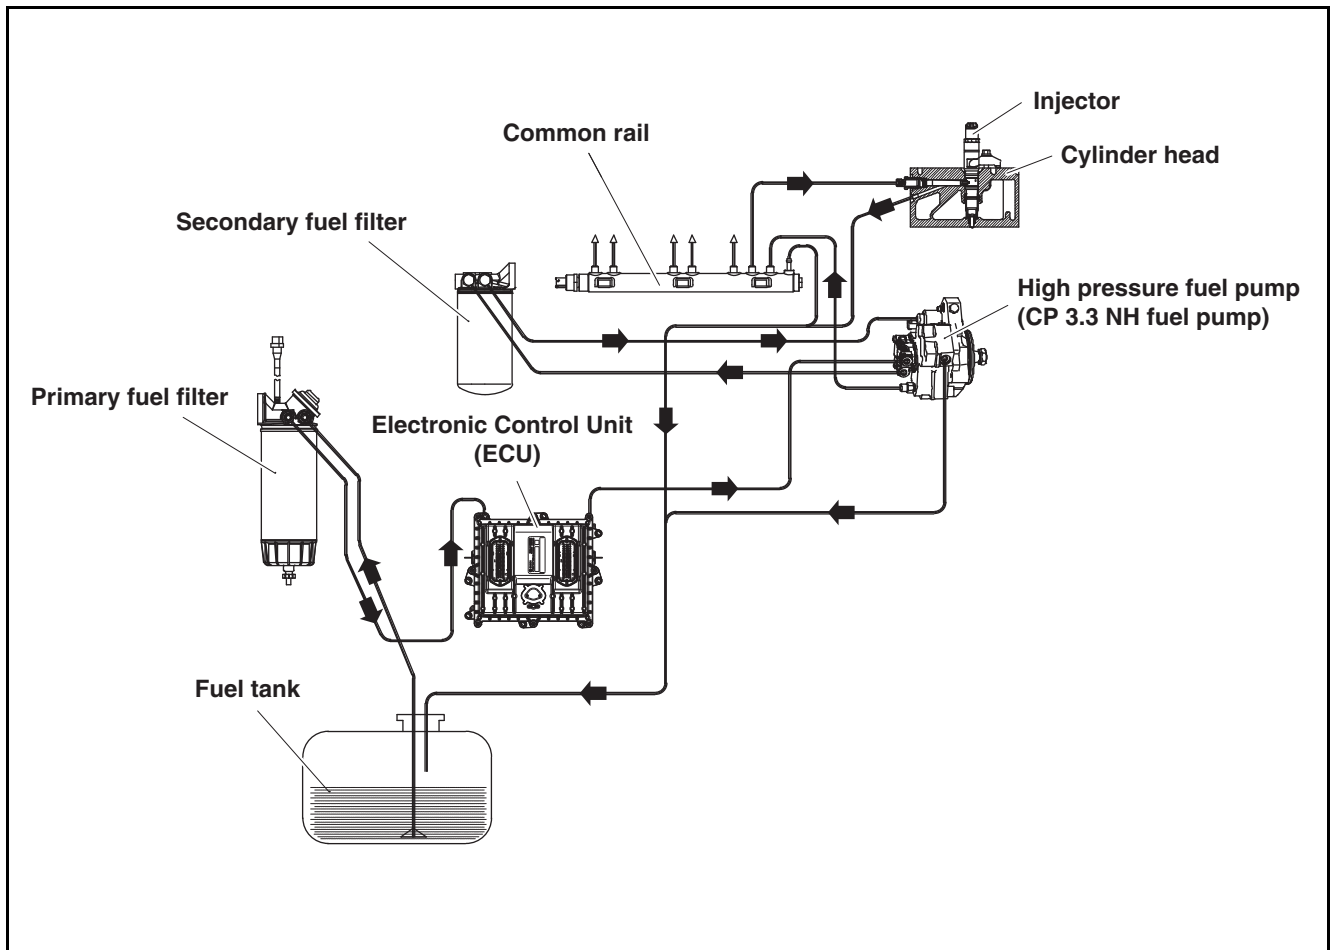 Injector
Common rail
Cylinder head
Secondary fuel filter
High pressure fuel pump
(CP 3.3 NH fuel pump)
Primary fuel filter
Electronic Control Unit
(ECU)
Fuel tank